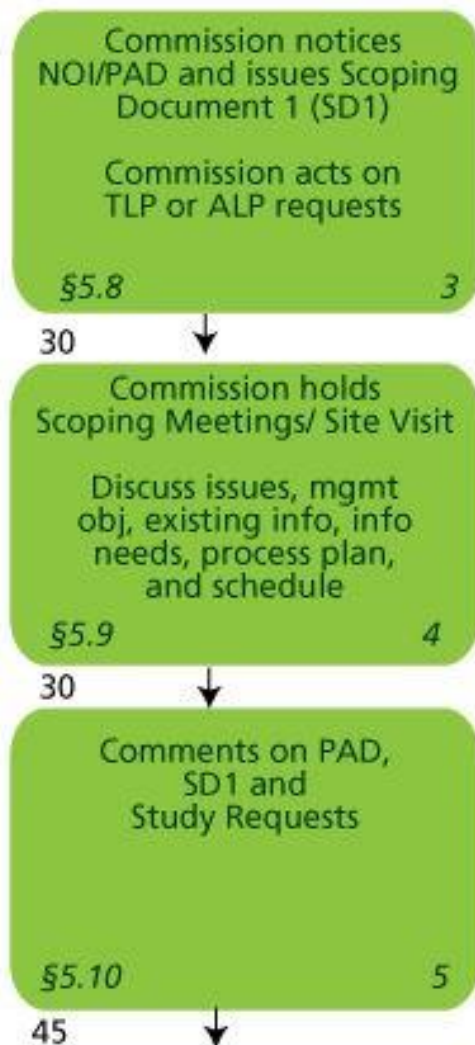 Commission notices
NOI/PAD and issues Scoping
Document 1 (SD1)
Commission acts on
TLP or ALP requests
§5.8 3
30
Commission holds
Scoping Meetings/ Site Visit
Discuss issues, mgmt
obj, existing info, info
needs, process plan,
and schedule
§5.9 4
30
Comments on PAD,
SD1 and
Study Requests
§5.10 5
45